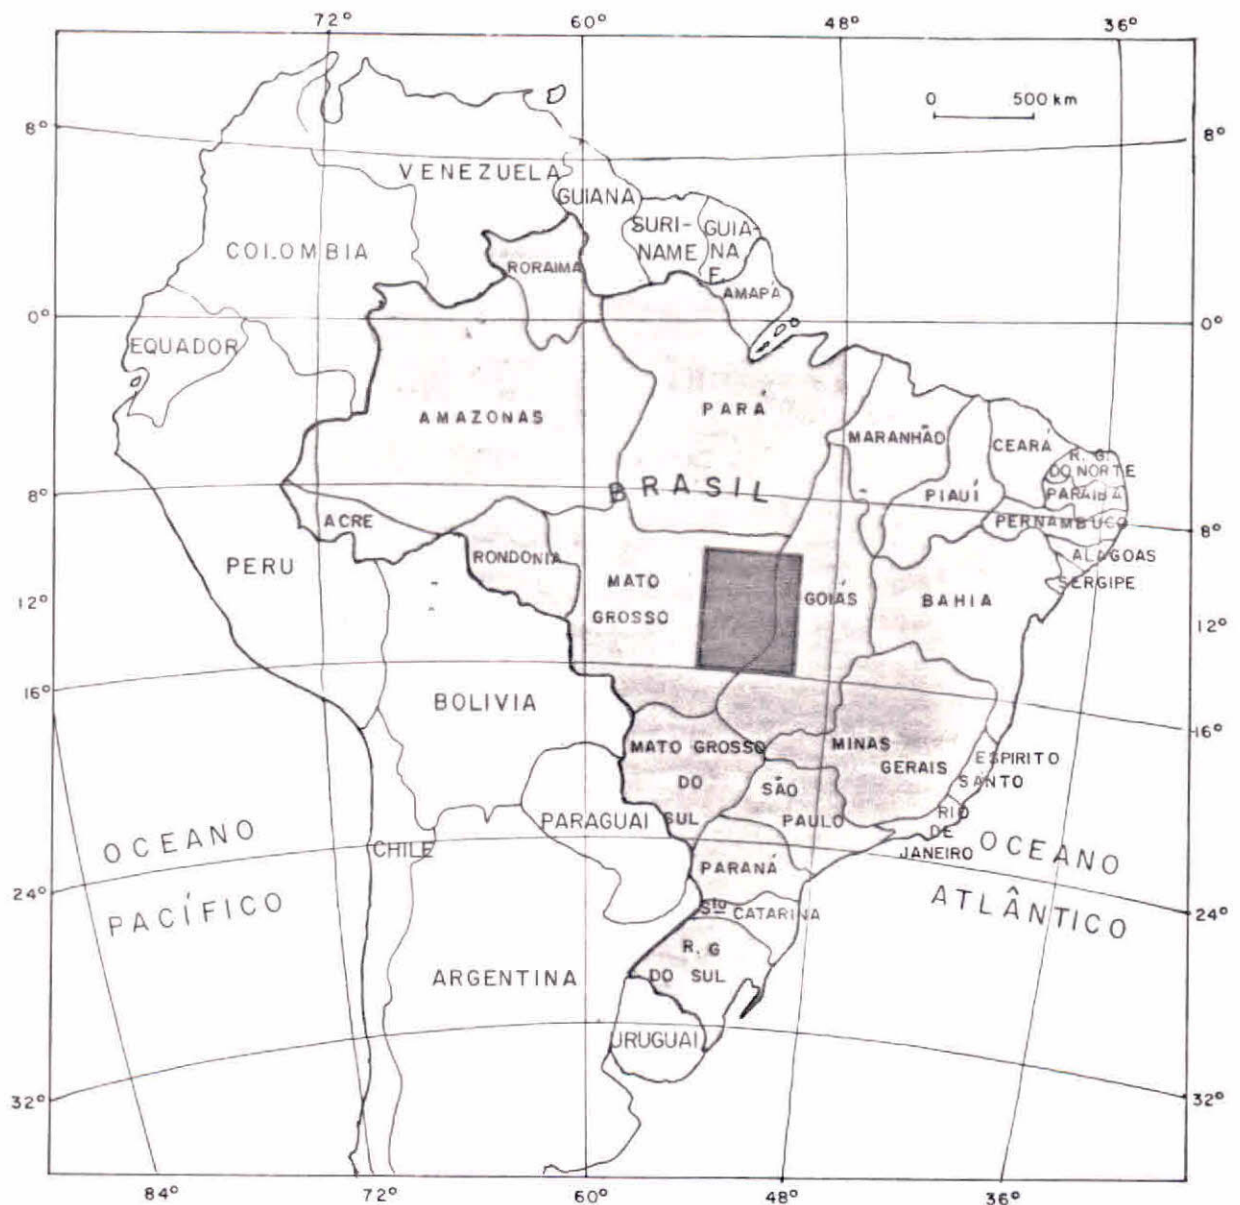 72° 60° 48° 36°
0 500 km
8° 8°
VENEZUELA
GUIANA
SURI-
NAME
GUIA-
NA
F.
COLOMBIA
RORAIMA
AMAPÁ
0° 0°
EQUADOR
AMAZONAS
PARÁ
MARANHÃO
CEARÁ
R. G.
DO NORTE
BRASIL
PIAUÍ
PARAIBA
8° 8°
ACRE
PERNAMBUCO
ALAGOAS
SERGIPE
PERU
RONDONIA
MATO
GROSSO
GOIÁS
BAHIA
12° 12°
16° 16°
BOLIVIA
MATO GROSSO
DO
SUL
MINAS
GERAIS
ESPIRITO
SANTO
SÃO
PAULO
RIO
DE
JANEIRO
PARAGUAI
OCEANO
PACÍFICO
CHILE
OCEANO
ATLÂNTICO
PARANÁ
24° 24°
Sto CATARINA
R. G
DO SUL
ARGENTINA
URUGUAI
32° 32°
84° 72° 60° 48° 36°